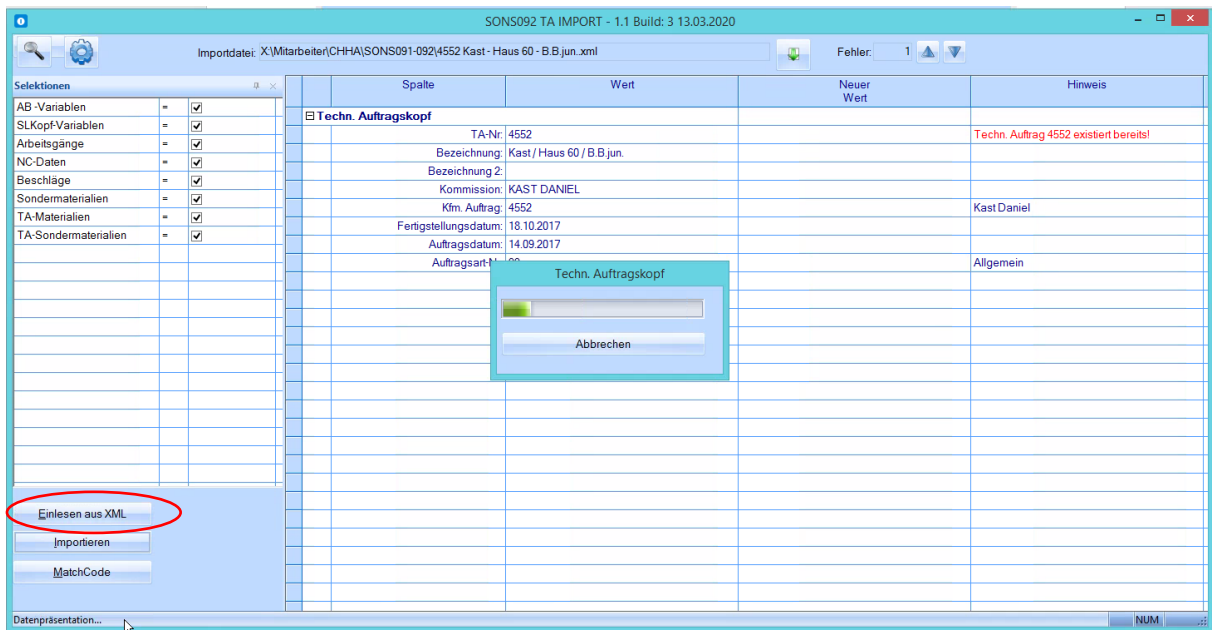 SONS092 TA IMPORT - 1.1 Build: 3 13.03.2020
Importdatei: X:\Mitarbeiter\CHHA\SONS091-092\4552 Kast - Haus 60 - B.B.jun..xml Fehler: 1
Selektionen
AB -Variablen =
SLKopf-Variablen =
Arbeitsgänge =
NC-Daten =
Beschläge =
Sondermaterialien =
TA-Materialien =
TA-Sondermaterialien =
Einlesen aus XML
Importieren
MatchCode
Spalte Wert Neuer Wert Hinweis
Techn. Auftragskopf
TA-Nr: 4552 Techn. Auftrag 4552 existiert bereits!
Bezeichnung: Kast / Haus 60 / B.B.jun.
Bezeichnung 2:
Kommission: KAST DANIEL
Kfm. Auftrag: 4552 Kast Daniel
Fertigstellungsdatum: 18.10.2017
Auftragsdatum: 14.09.2017
Auftragsart-N Allgemein
Techn. Auftragskopf
Abbrechen
Datenpräsentation... NUM